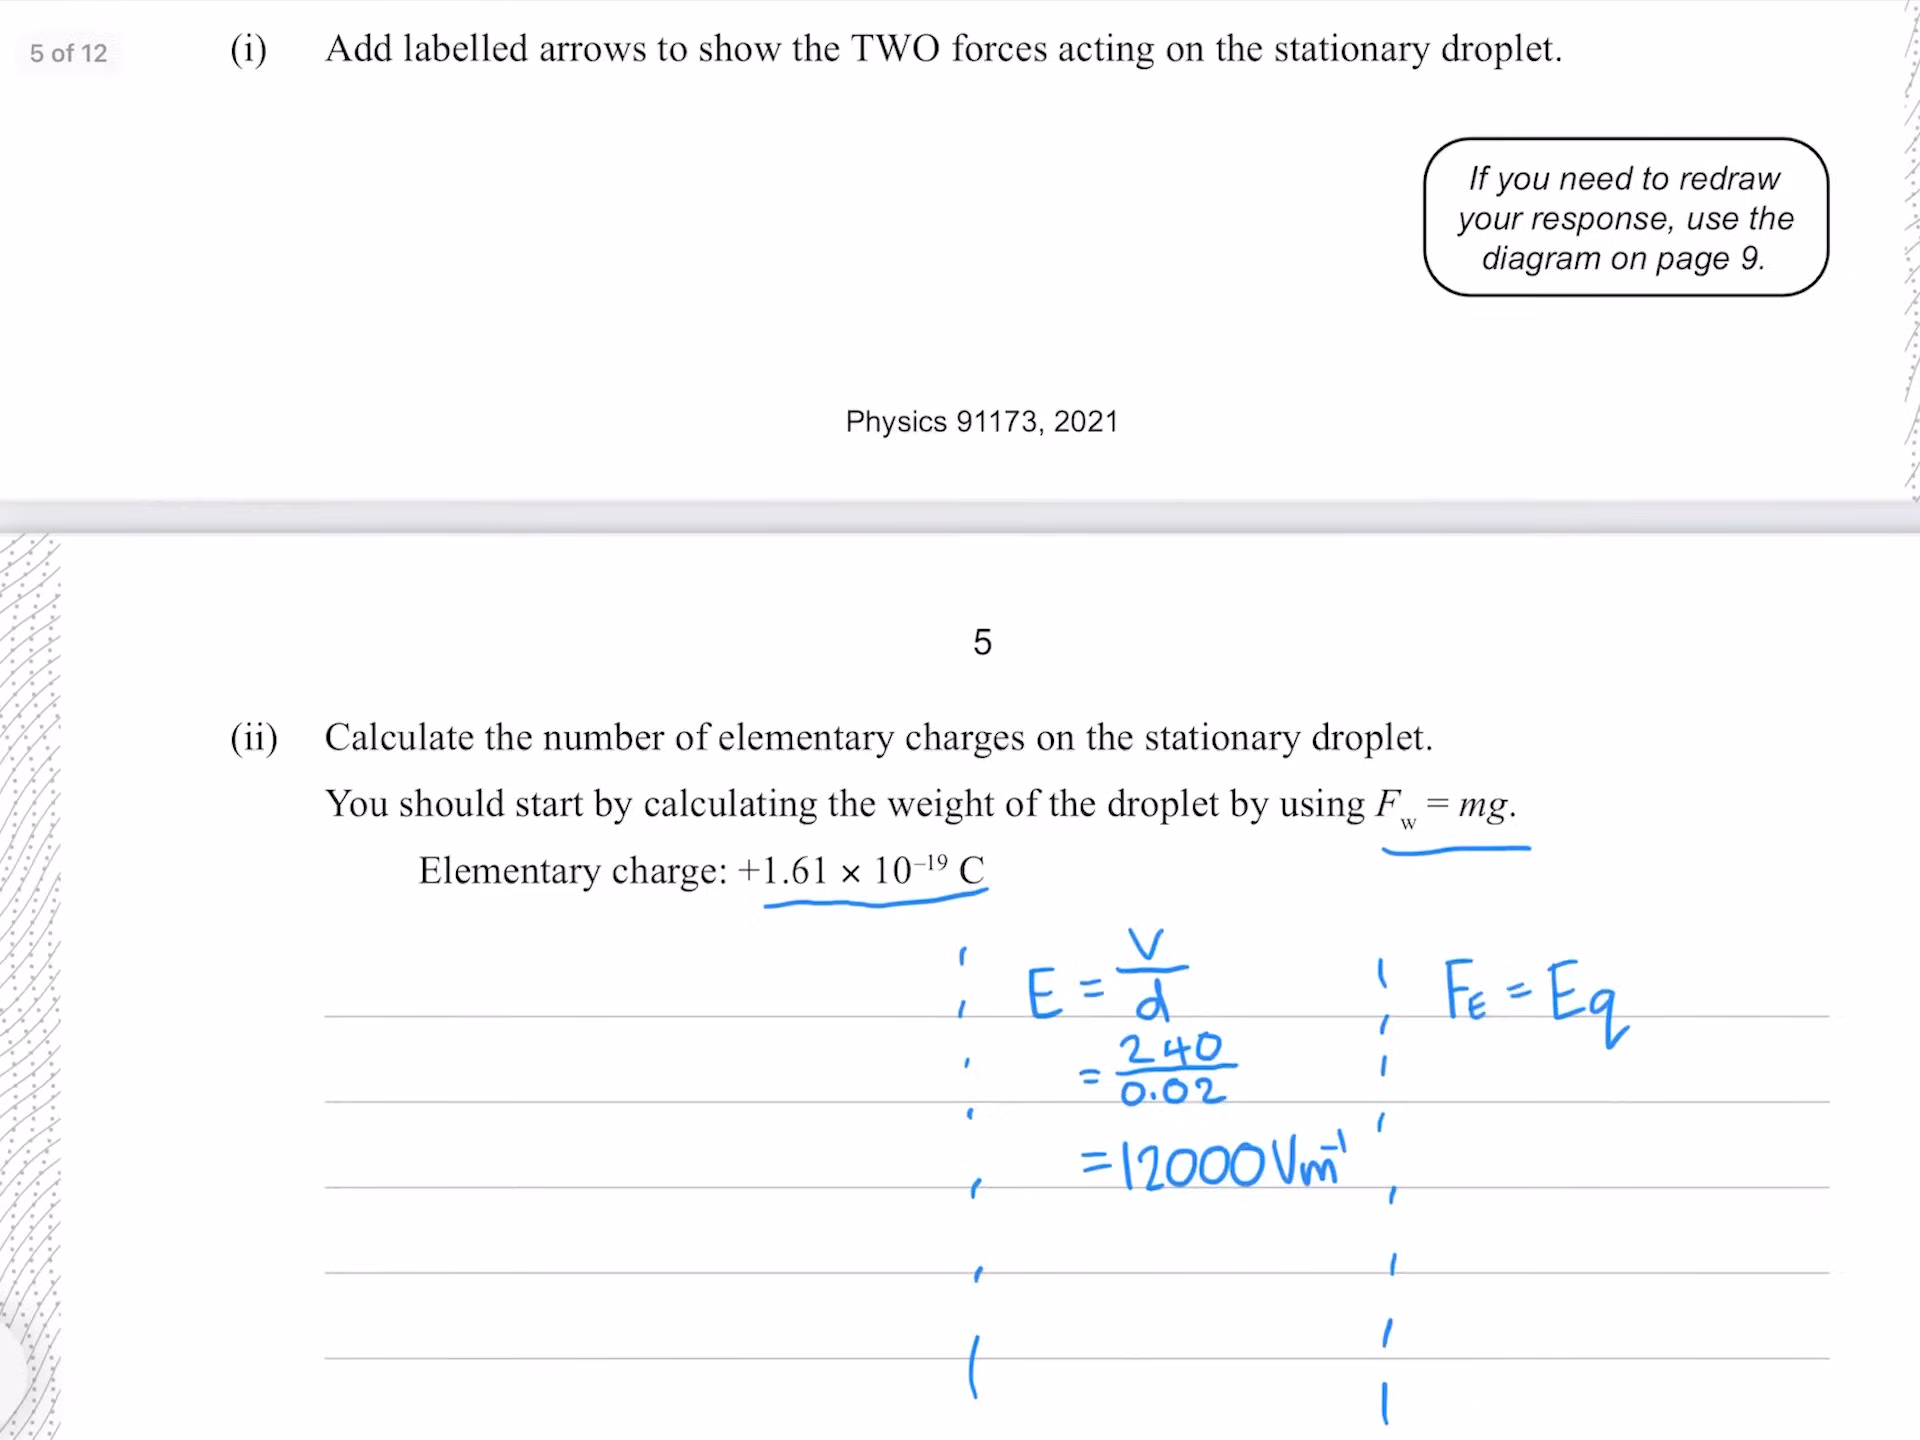 5 of 12
(i) Add labelled arrows to show the TWO forces acting on the stationary droplet.
If you need to redraw
your response, use the
diagram on page 9.
Physics 91173, 2021
5
(ii) Calculate the number of elementary charges on the stationary droplet.
You should start by calculating the weight of the droplet by using F_w = mg.
Elementary charge: +1.61 × 10⁻¹⁹ C
E = V/d
= 240/0.02
= 12000 Vm⁻¹
F_E = Eq